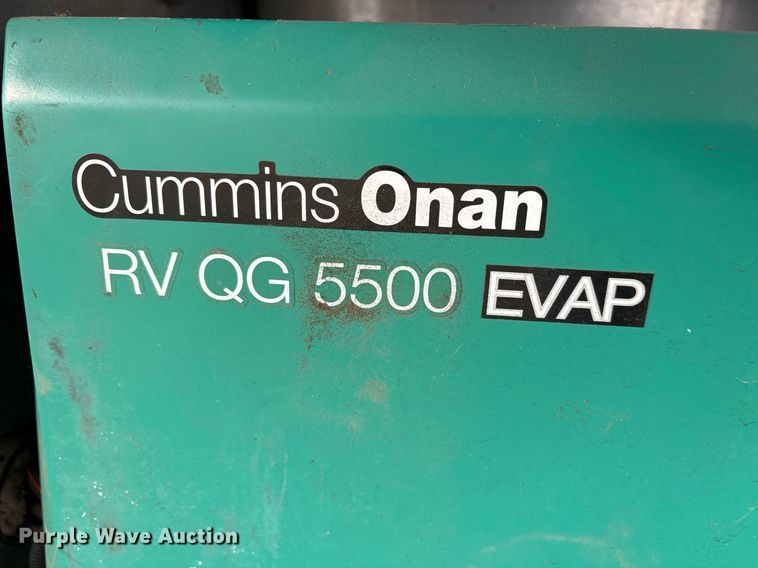 Cummins Onan
RV QG 5500 EVAP
Purple Wave Auction